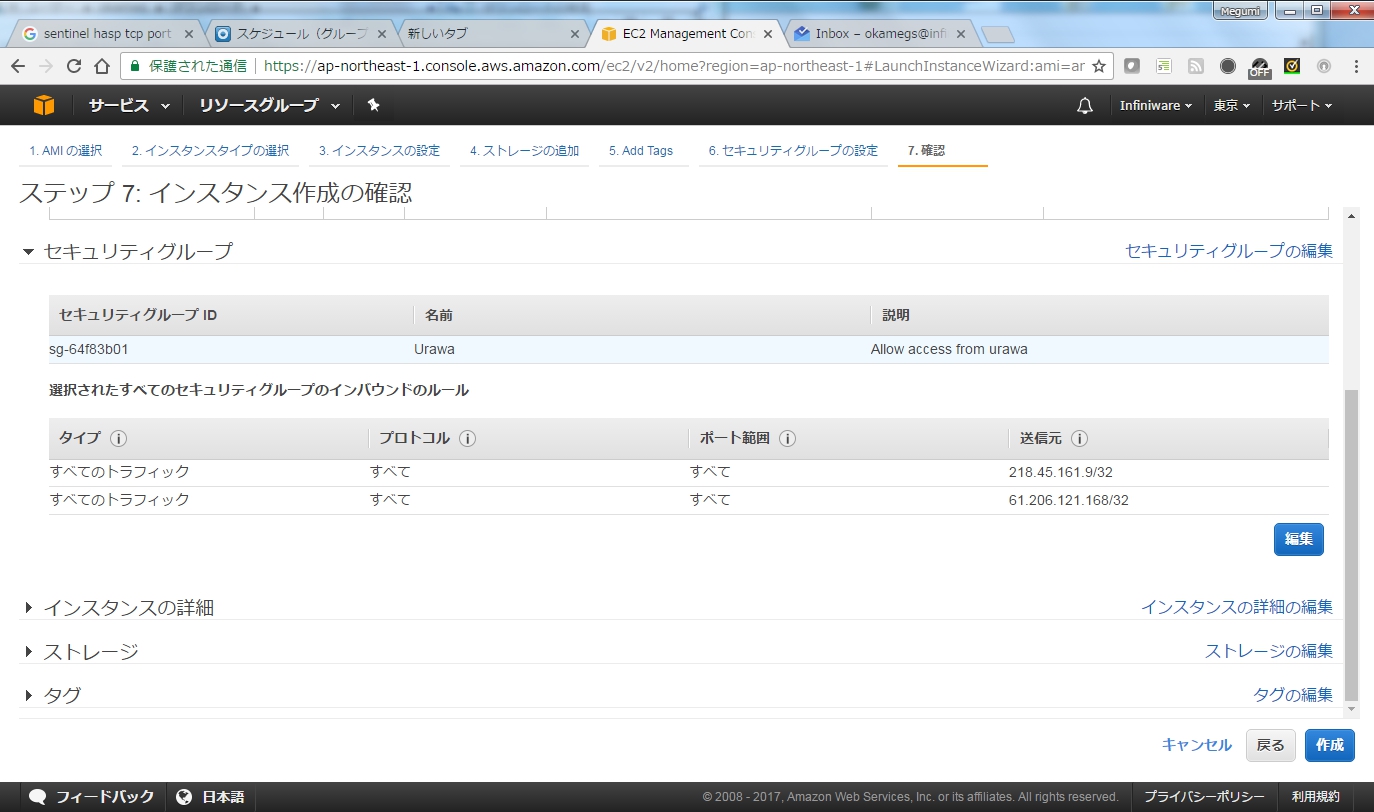 Megumi
sentinel hasp tcp port
スケジュール（グループ
新しいタブ
EC2 Management Con
Inbox – okamegs@infi
保護された通信
https://ap-northeast-1.console.aws.amazon.com/ec2/v2/home?region=ap-northeast-1#LaunchInstanceWizard:ami=ar
OFF
サービス
リソースグループ
Infiniware
東京
サポート
1. AMI の選択
2. インスタンスタイプの選択
3. インスタンスの設定
4. ストレージの追加
5. Add Tags
6. セキュリティグループの設定
7. 確認
ステップ 7: インスタンス作成の確認
セキュリティグループ
セキュリティグループの編集
セキュリティグループ ID 名前 説明
sg-64f83b01 Urawa Allow access from urawa
選択されたすべてのセキュリティグループのインバウンドのルール
タイプ プロトコル ポート範囲 送信元
すべてのトラフィック すべて すべて 218.45.161.9/32
すべてのトラフィック すべて すべて 61.206.121.168/32
編集
インスタンスの詳細
インスタンスの詳細の編集
ストレージ
ストレージの編集
タグ
タグの編集
キャンセル
戻る
作成
フィードバック
日本語
© 2008 - 2017, Amazon Web Services, Inc. or its affiliates. All rights reserved.
プライバシーポリシー
利用規約